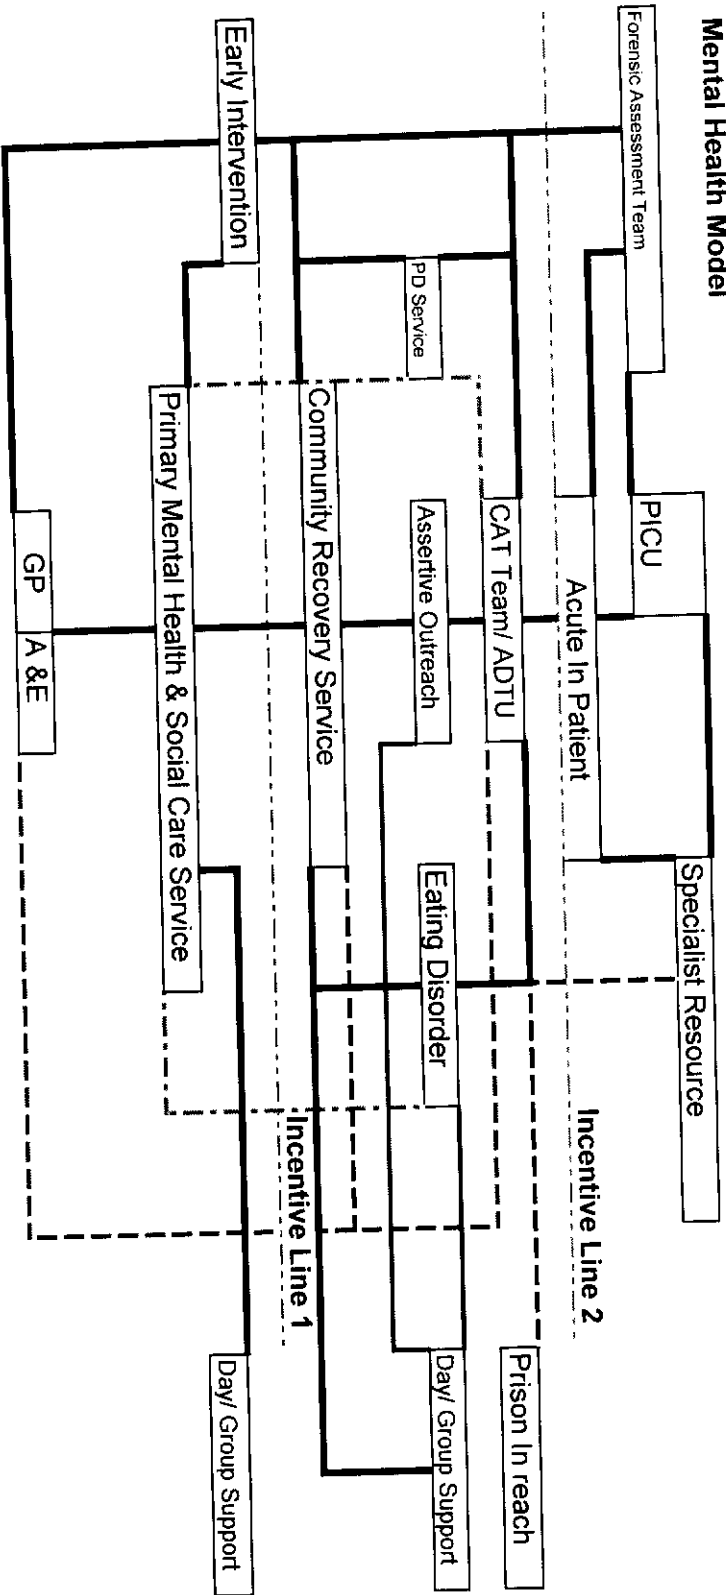 Mental Health Model
Forensic Assessment Team
PICU
Specialist Resource
Acute In Patient
Incentive Line 2
CAT Team/ ADTU
Prison In reach
PD Service
Assertive Outreach
Eating Disorder
Day/ Group Support
Community Recovery Service
Incentive Line 1
Early Intervention
Primary Mental Health & Social Care Service
Day/ Group Support
GP
A &E